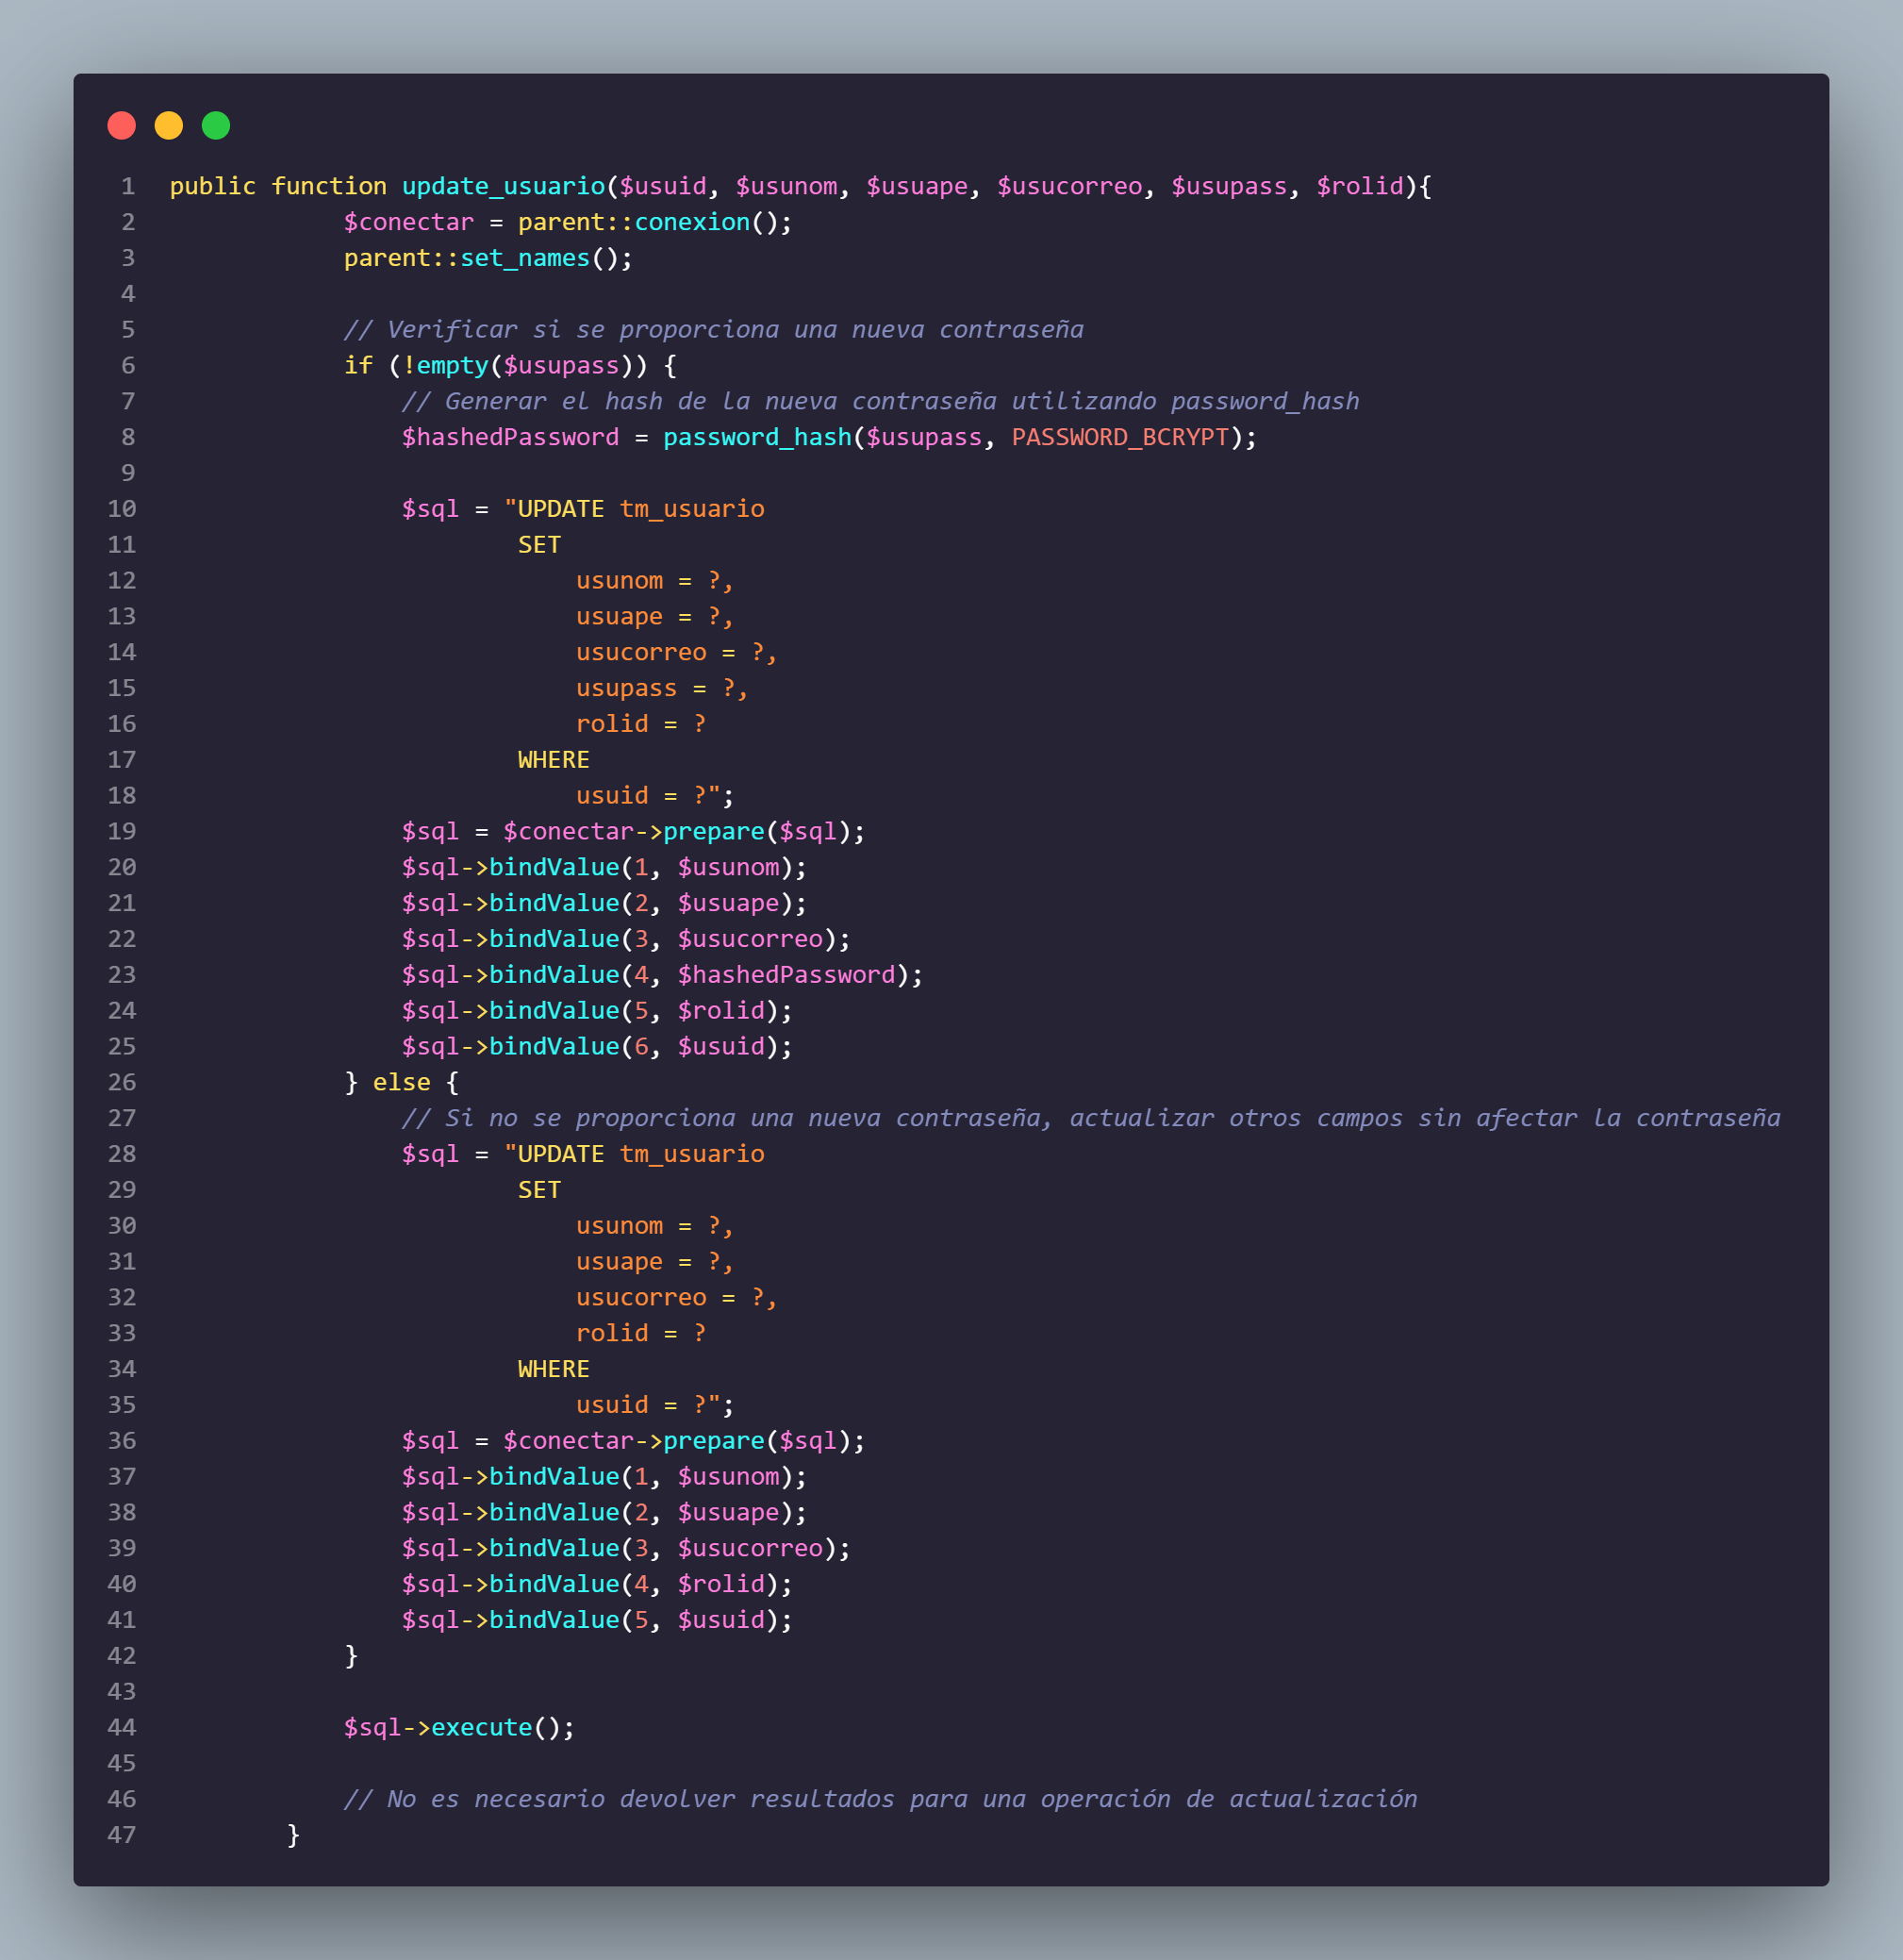 1 public function update_usuario($usuid, $usunom, $usuape, $usucorreo, $usupass, $rolid){
2             $conectar = parent::conexion();
3             parent::set_names();
4
5             // Verificar si se proporciona una nueva contraseña
6             if (!empty($usupass)) {
7                 // Generar el hash de la nueva contraseña utilizando password_hash
8                 $hashedPassword = password_hash($usupass, PASSWORD_BCRYPT);
9
10                 $sql = "UPDATE tm_usuario
11                         SET
12                             usunom = ?,
13                             usuape = ?,
14                             usucorreo = ?,
15                             usupass = ?,
16                             rolid = ?
17                         WHERE
18                             usuid = ?";
19                 $sql = $conectar->prepare($sql);
20                 $sql->bindValue(1, $usunom);
21                 $sql->bindValue(2, $usuape);
22                 $sql->bindValue(3, $usucorreo);
23                 $sql->bindValue(4, $hashedPassword);
24                 $sql->bindValue(5, $rolid);
25                 $sql->bindValue(6, $usuid);
26             } else {
27                 // Si no se proporciona una nueva contraseña, actualizar otros campos sin afectar la contraseña
28                 $sql = "UPDATE tm_usuario
29                         SET
30                             usunom = ?,
31                             usuape = ?,
32                             usucorreo = ?,
33                             rolid = ?
34                         WHERE
35                             usuid = ?";
36                 $sql = $conectar->prepare($sql);
37                 $sql->bindValue(1, $usunom);
38                 $sql->bindValue(2, $usuape);
39                 $sql->bindValue(3, $usucorreo);
40                 $sql->bindValue(4, $rolid);
41                 $sql->bindValue(5, $usuid);
42             }
43
44             $sql->execute();
45
46             // No es necesario devolver resultados para una operación de actualización
47         }